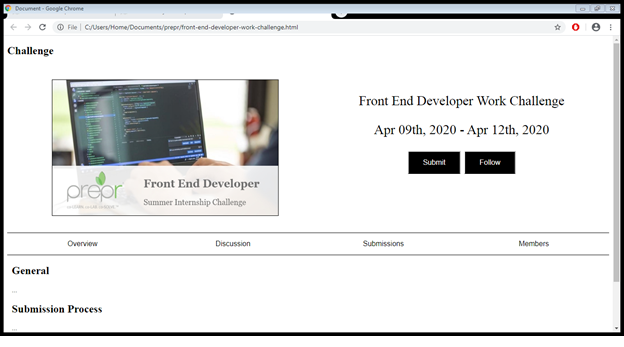 Document - Google Chrome
File | C:/Users/Home/Documents/prepr/front-end-developer-work-challenge.html
Challenge
prepr
Front End Developer
Summer Internship Challenge
Front End Developer Work Challenge
Apr 09th, 2020 - Apr 12th, 2020
Submit Follow
Overview Discussion Submissions Members
General
...
Submission Process
...